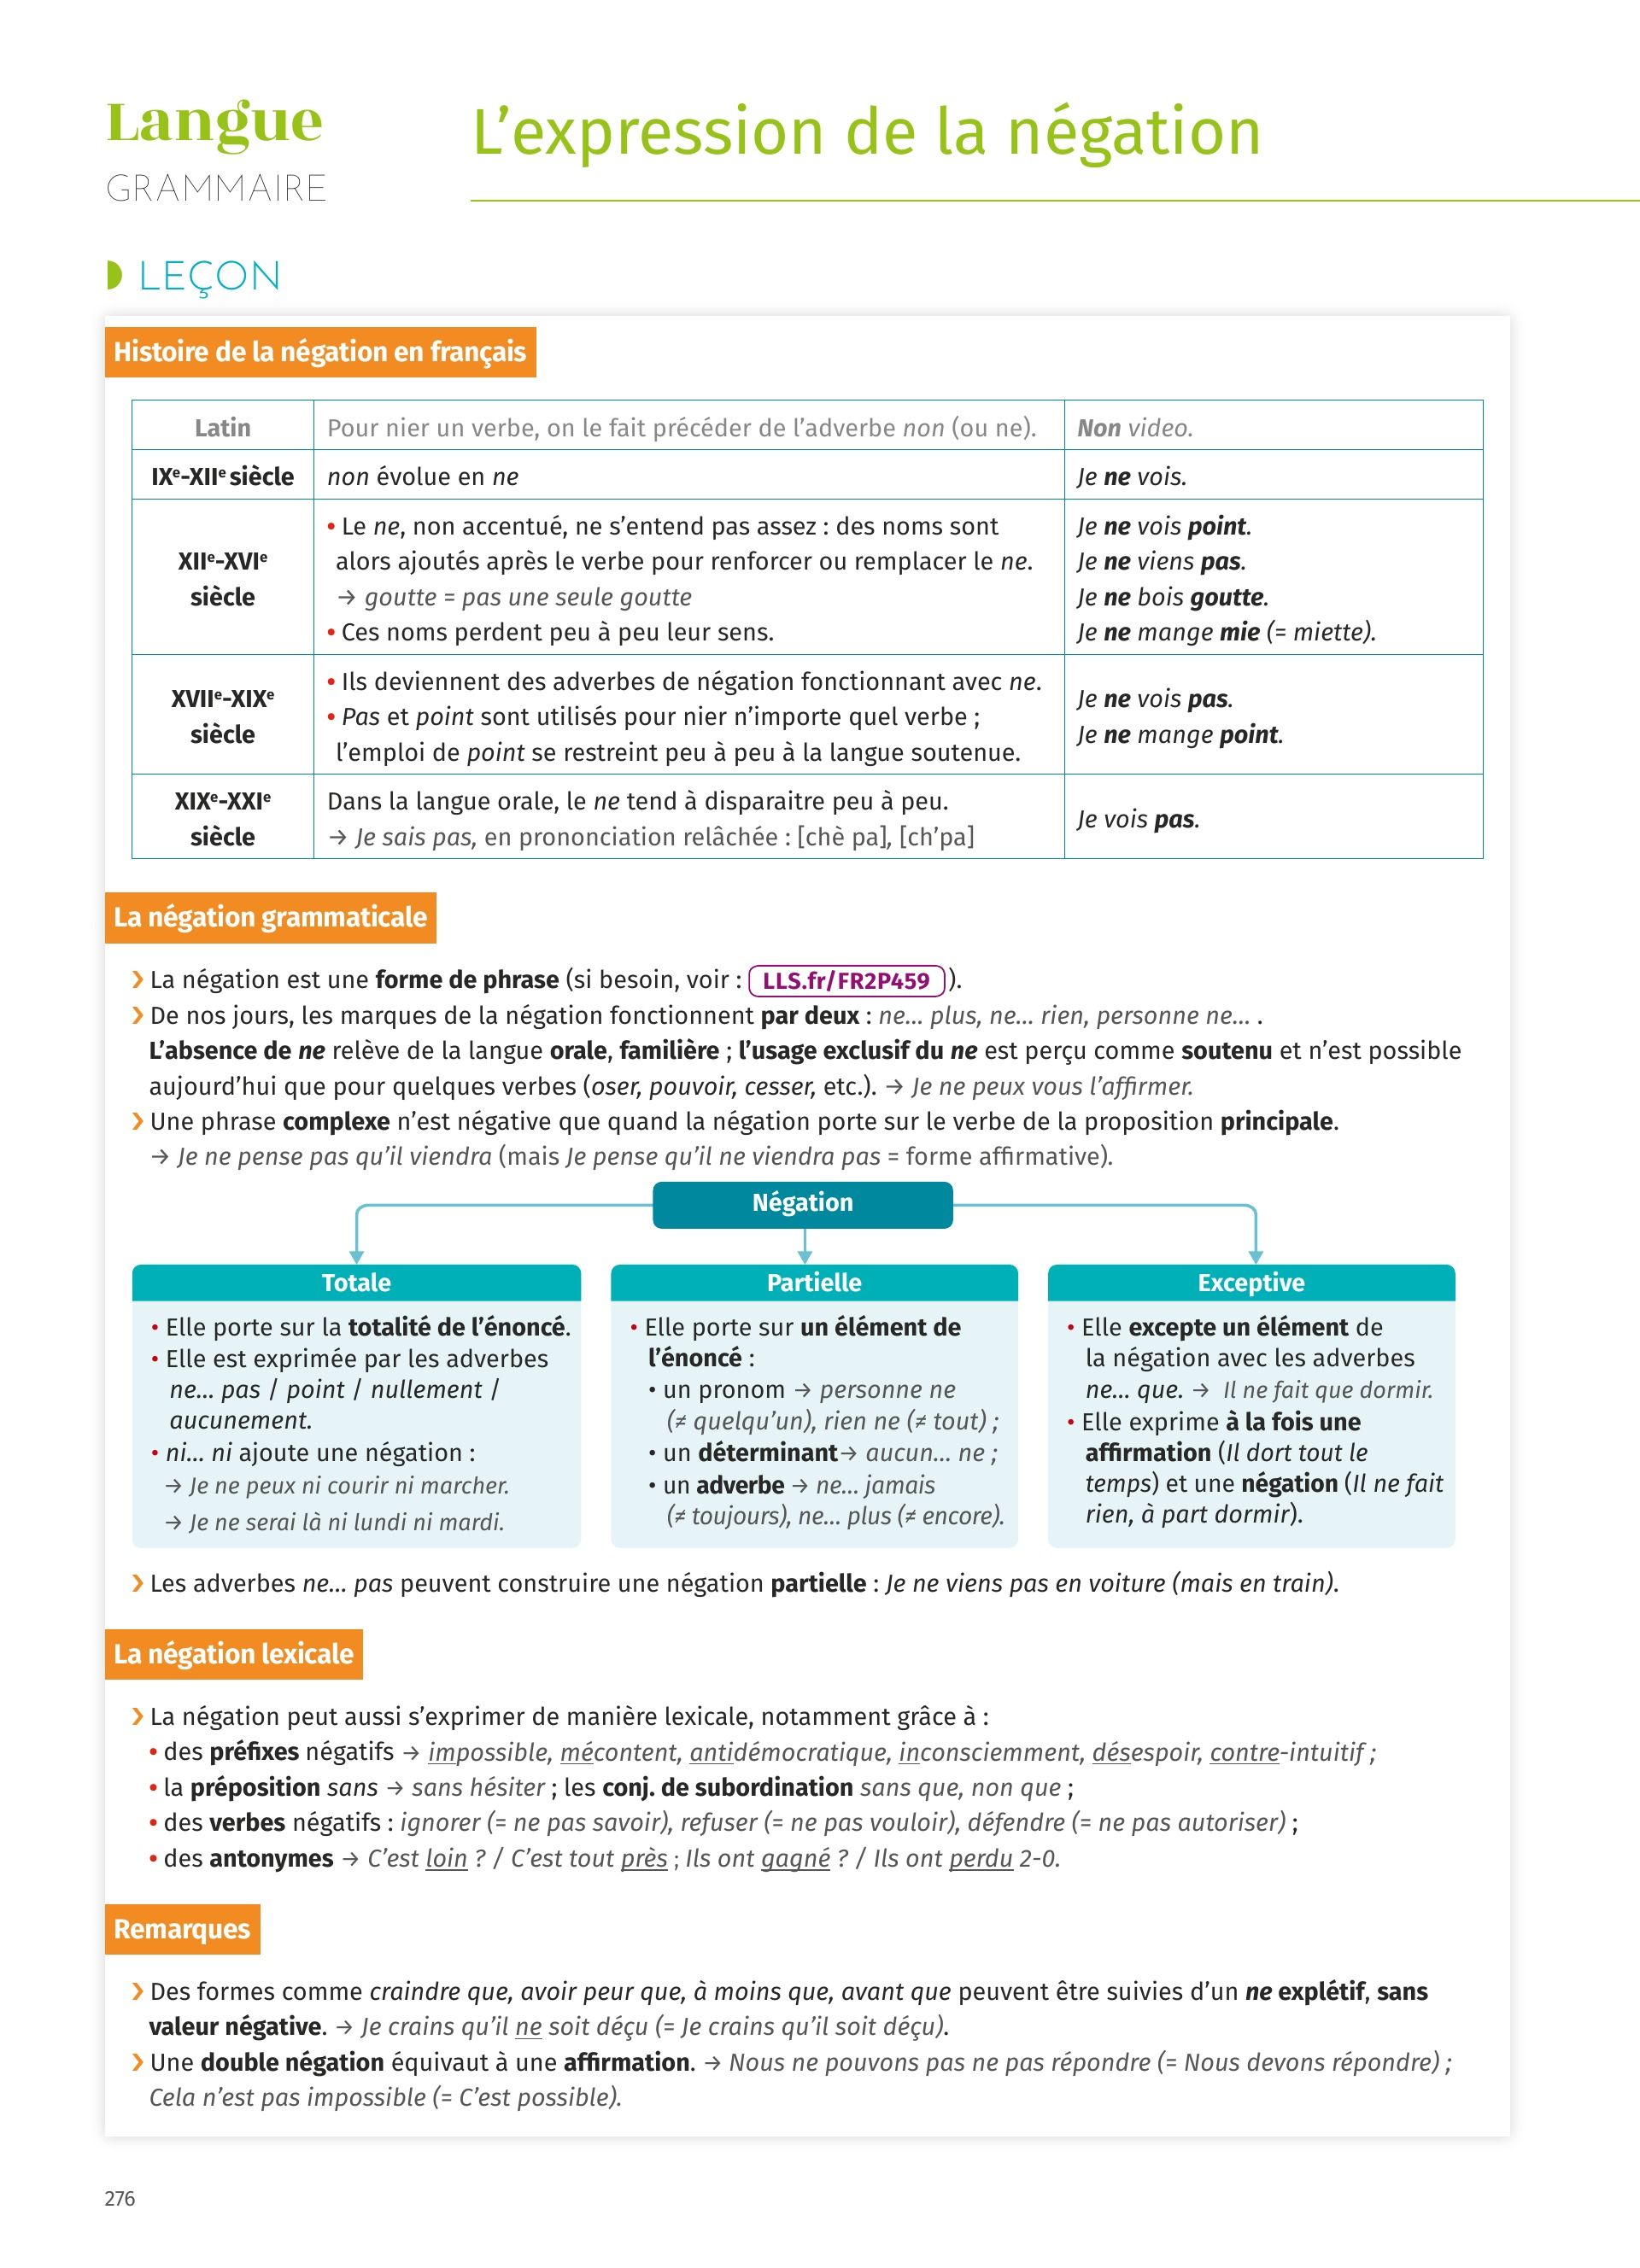 Langue
GRAMMAIRE
L’expression de la négation
LEÇON
Histoire de la négation en français
Latin
Pour nier un verbe, on le fait précéder de l’adverbe non (ou ne).
Non video.
IXe-XIIe siècle
non évolue en ne
Je ne vois.
XIIe-XVIe
siècle
• Le ne, non accentué, ne s’entend pas assez : des noms sont
alors ajoutés après le verbe pour renforcer ou remplacer le ne.
→ goutte = pas une seule goutte
• Ces noms perdent peu à peu leur sens.
Je ne vois point.
Je ne viens pas.
Je ne bois goutte.
Je ne mange mie (= miette).
XVIIe-XIXe
siècle
• Ils deviennent des adverbes de négation fonctionnant avec ne.
• Pas et point sont utilisés pour nier n’importe quel verbe ;
l’emploi de point se restreint peu à peu à la langue soutenue.
Je ne vois pas.
Je ne mange point.
XIXe-XXIe
siècle
Dans la langue orale, le ne tend à disparaitre peu à peu.
→ Je sais pas, en prononciation relâchée : [chè pa], [ch’pa]
Je vois pas.
La négation grammaticale
› La négation est une forme de phrase (si besoin, voir : LLS.fr/FR2P459 ).
› De nos jours, les marques de la négation fonctionnent par deux : ne... plus, ne... rien, personne ne... .
L’absence de ne relève de la langue orale, familière ; l’usage exclusif du ne est perçu comme soutenu et n’est possible
aujourd’hui que pour quelques verbes (oser, pouvoir, cesser, etc.). → Je ne peux vous l’affirmer.
› Une phrase complexe n’est négative que quand la négation porte sur le verbe de la proposition principale.
→ Je ne pense pas qu’il viendra (mais Je pense qu’il ne viendra pas = forme affirmative).
Négation
Totale
• Elle porte sur la totalité de l’énoncé.
• Elle est exprimée par les adverbes
ne... pas / point / nullement /
aucunement.
• ni... ni ajoute une négation :
→ Je ne peux ni courir ni marcher.
→ Je ne serai là ni lundi ni mardi.
Partielle
• Elle porte sur un élément de
l’énoncé :
• un pronom → personne ne
(≠ quelqu’un), rien ne (≠ tout) ;
• un déterminant→ aucun... ne ;
• un adverbe → ne... jamais
(≠ toujours), ne... plus (≠ encore).
Exceptive
• Elle excepte un élément de
la négation avec les adverbes
ne... que. → Il ne fait que dormir.
• Elle exprime à la fois une
affirmation (Il dort tout le
temps) et une négation (Il ne fait
rien, à part dormir).
› Les adverbes ne... pas peuvent construire une négation partielle : Je ne viens pas en voiture (mais en train).
La négation lexicale
› La négation peut aussi s’exprimer de manière lexicale, notamment grâce à :
• des préfixes négatifs → impossible, mécontent, antidémocratique, inconsciemment, désespoir, contre-intuitif ;
• la préposition sans → sans hésiter ; les conj. de subordination sans que, non que ;
• des verbes négatifs : ignorer (= ne pas savoir), refuser (= ne pas vouloir), défendre (= ne pas autoriser) ;
• des antonymes → C’est loin ? / C’est tout près ; Ils ont gagné ? / Ils ont perdu 2-0.
Remarques
› Des formes comme craindre que, avoir peur que, à moins que, avant que peuvent être suivies d’un ne explétif, sans
valeur négative. → Je crains qu’il ne soit déçu (= Je crains qu’il soit déçu).
› Une double négation équivaut à une affirmation. → Nous ne pouvons pas ne pas répondre (= Nous devons répondre) ;
Cela n’est pas impossible (= C’est possible).
276